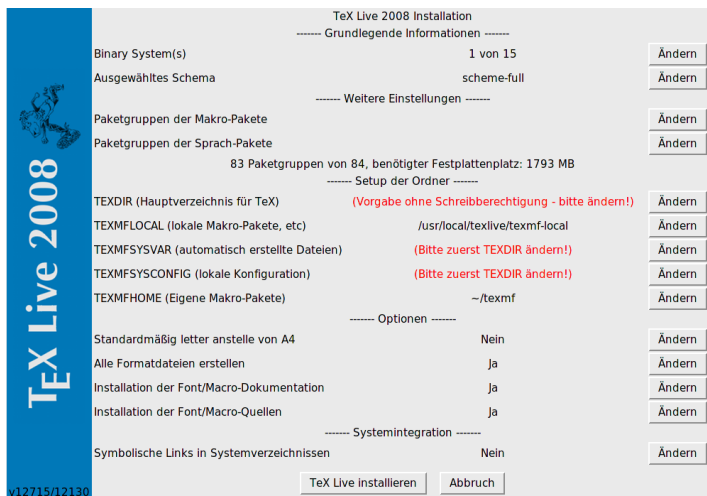 TeX Live 2008 Installation
------- Grundlegende Informationen -------
Binary System(s) 1 von 15 Ändern
Ausgewähltes Schema scheme-full Ändern
------- Weitere Einstellungen -------
Paketgruppen der Makro-Pakete Ändern
Paketgruppen der Sprach-Pakete Ändern
83 Paketgruppen von 84, benötigter Festplattenplatz: 1793 MB
------- Setup der Ordner -------
TEXDIR (Hauptverzeichnis für TeX) (Vorgabe ohne Schreibberechtigung - bitte ändern!) Ändern
TEXMFLOCAL (lokale Makro-Pakete, etc) /usr/local/texlive/texmf-local Ändern
TEXMFSYSVAR (automatisch erstellte Dateien) (Bitte zuerst TEXDIR ändern!) Ändern
TEXMFSYSCONFIG (lokale Konfiguration) (Bitte zuerst TEXDIR ändern!) Ändern
TEXMFHOME (Eigene Makro-Pakete) ~/texmf Ändern
------- Optionen -------
Standardmäßig letter anstelle von A4 Nein Ändern
Alle Formatdateien erstellen Ja Ändern
Installation der Font/Macro-Dokumentation Ja Ändern
Installation der Font/Macro-Quellen Ja Ändern
------- Systemintegration -------
Symbolische Links in Systemverzeichnissen Nein Ändern
TeX Live installieren Abbruch
TEX Live 2008
v12715/12130